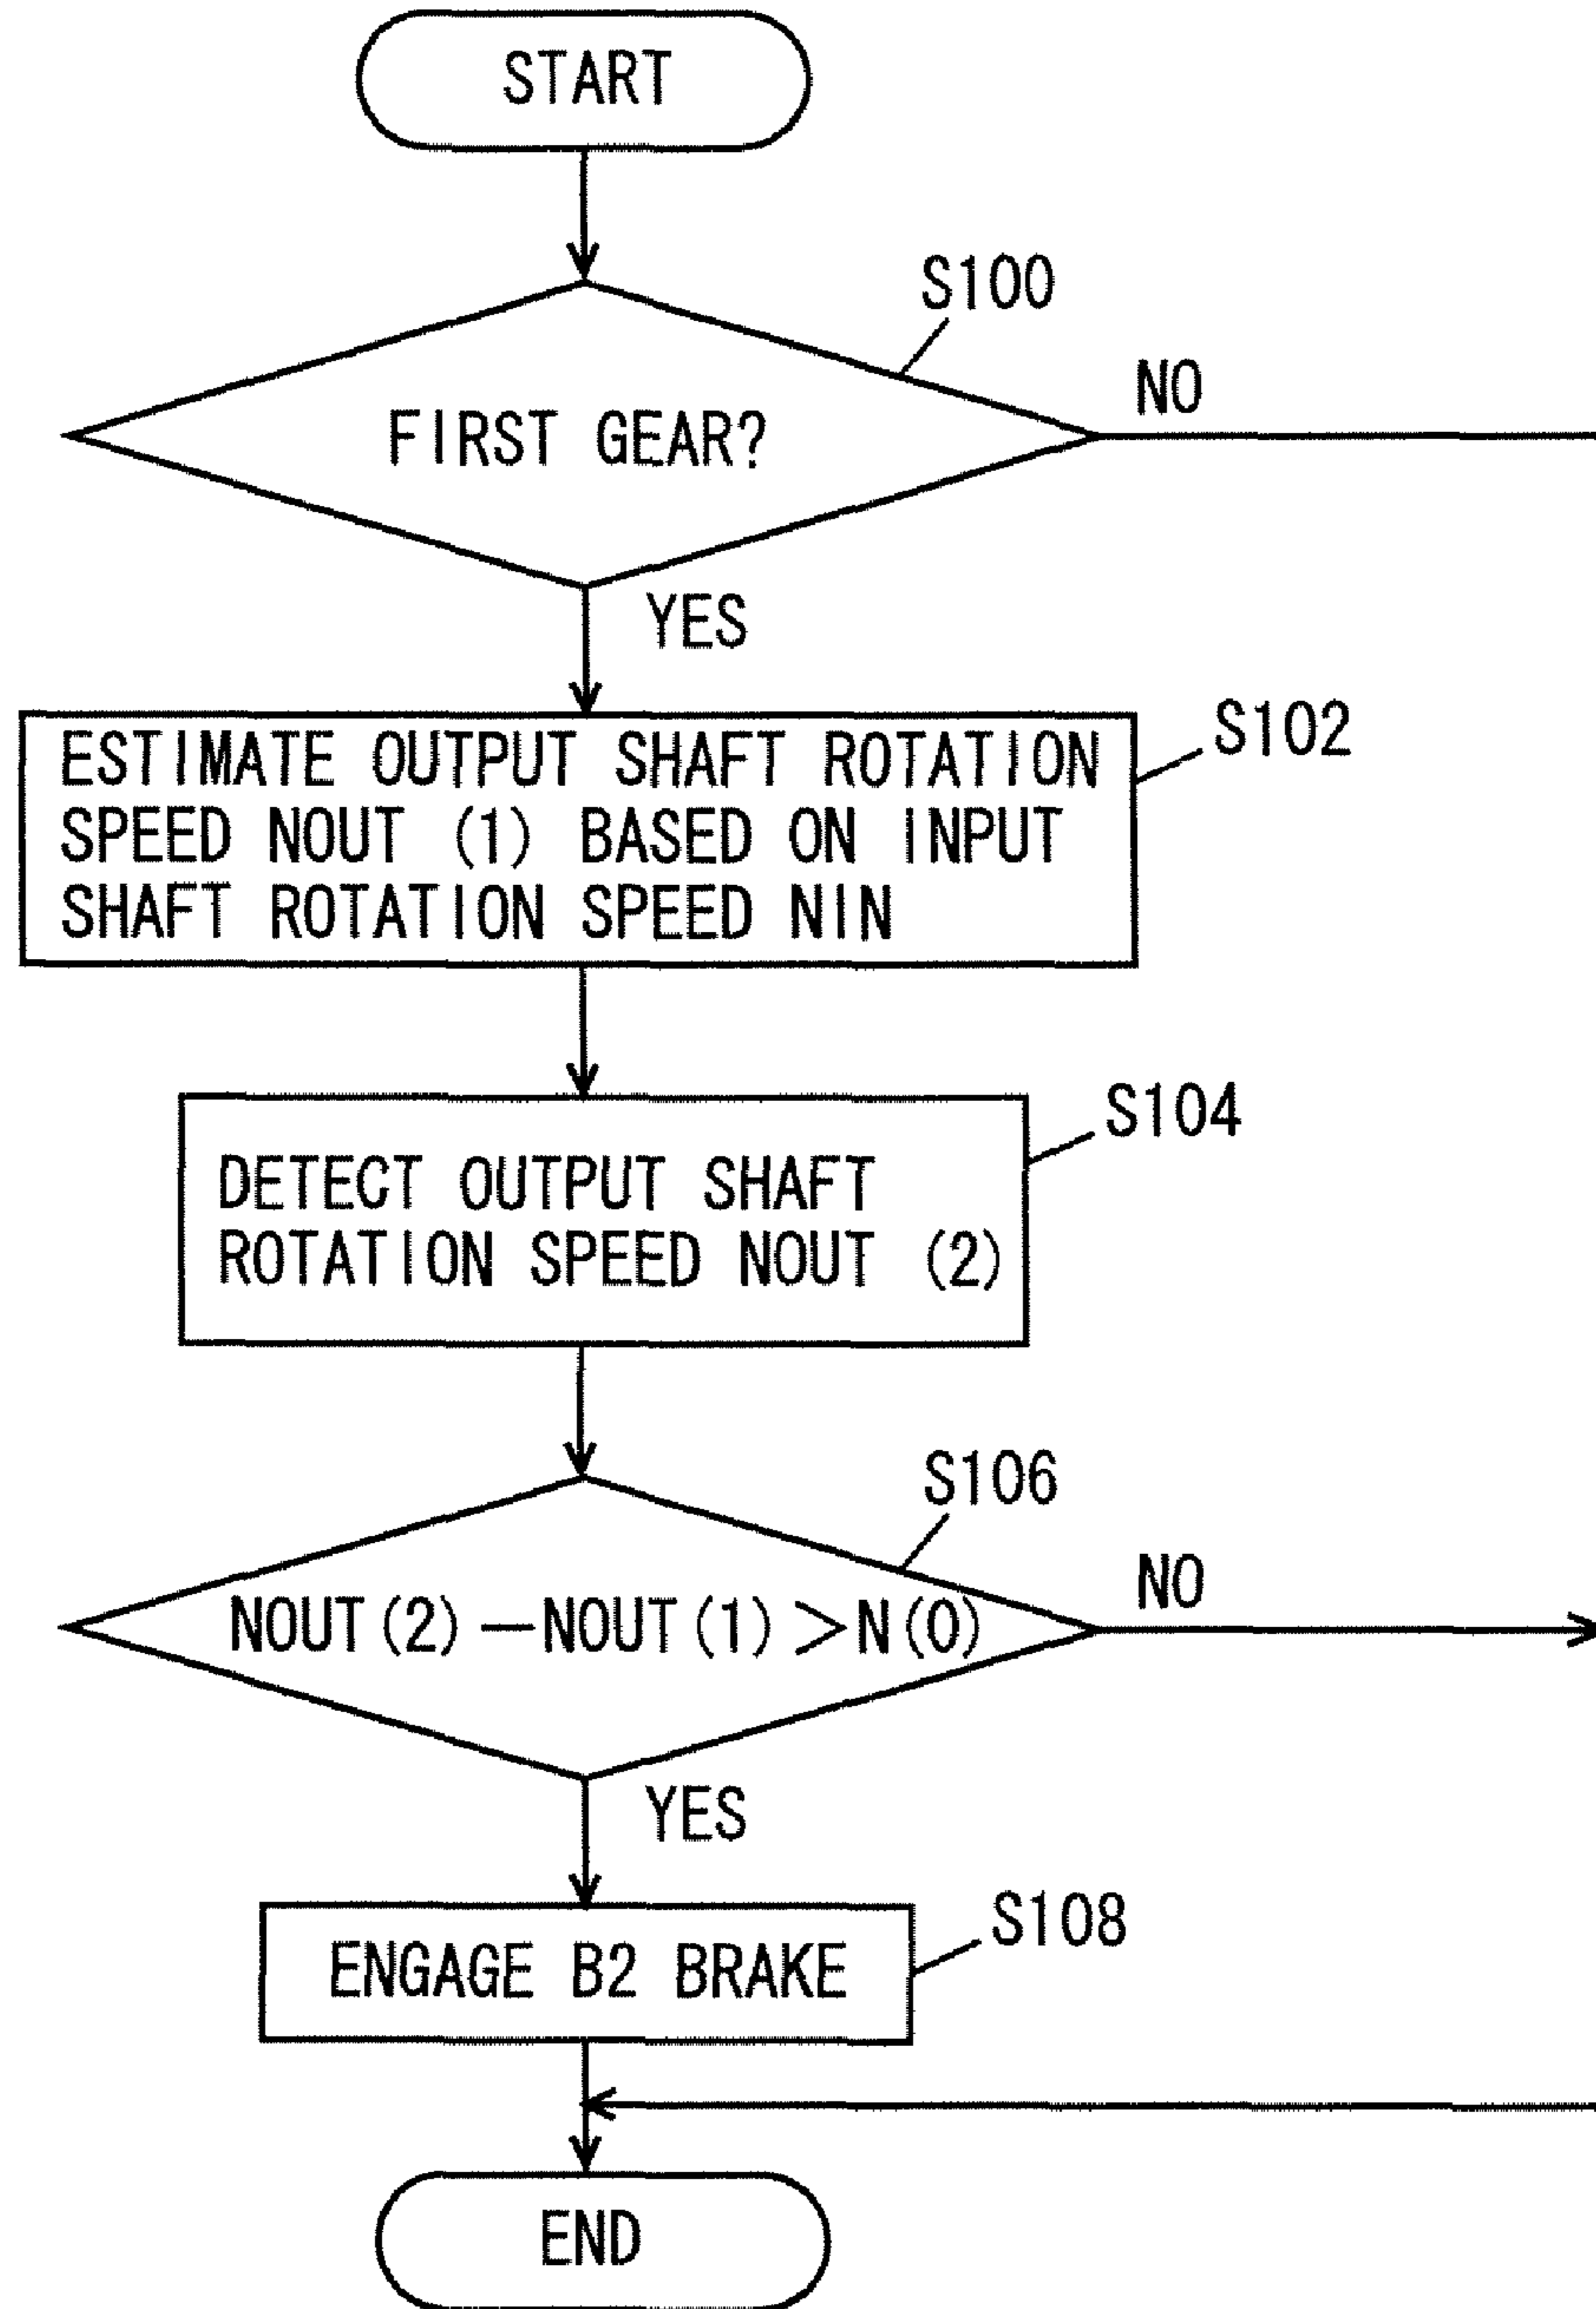 START
S100
FIRST GEAR?
NO
YES
S102
ESTIMATE OUTPUT SHAFT ROTATION
SPEED NOUT (1) BASED ON INPUT
SHAFT ROTATION SPEED NIN
S104
DETECT OUTPUT SHAFT
ROTATION SPEED NOUT (2)
S106
NOUT(2)—NOUT(1)>N(0)
NO
YES
S108
ENGAGE B2 BRAKE
END